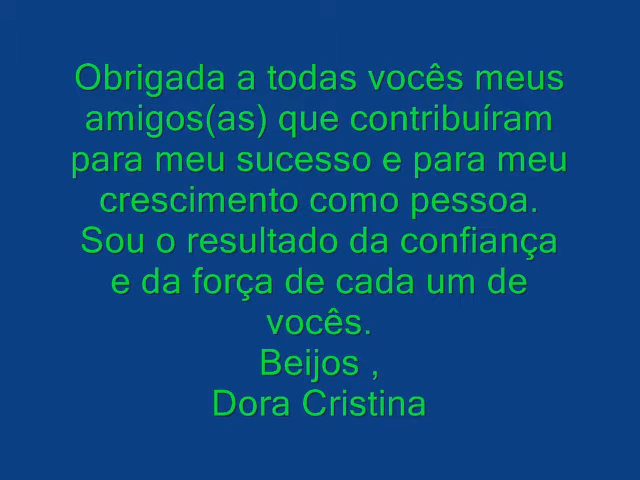 Obrigada a todas vocês meus
amigos(as) que contribuíram
para meu sucesso e para meu
crescimento como pessoa.
Sou o resultado da confiança
e da força de cada um de
vocês.
Beijos ,
Dora Cristina